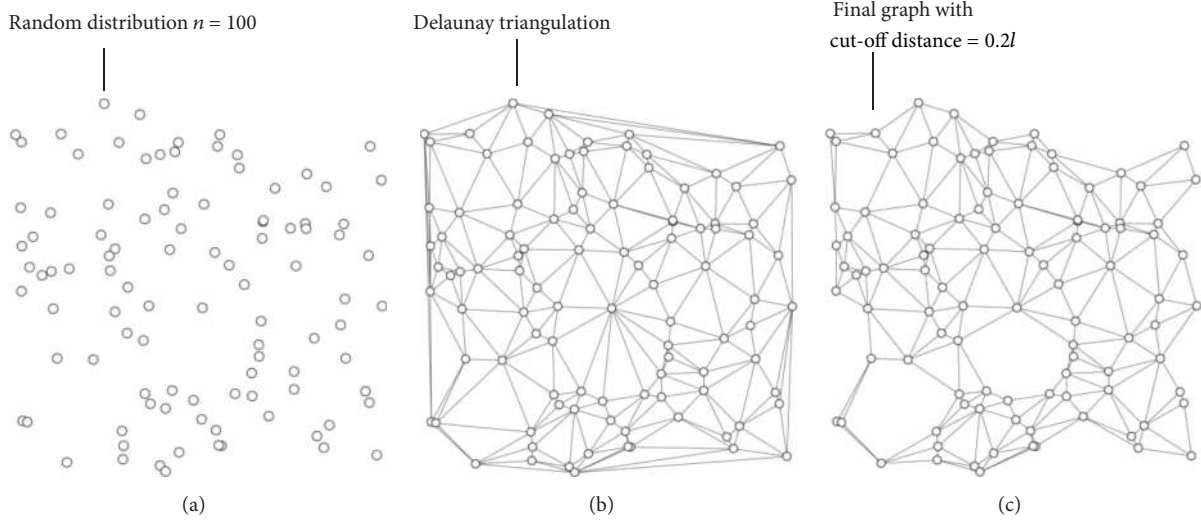 Random distribution n = 100
Delaunay triangulation
Final graph with
cut-off distance = 0.2l
(a)
(b)
(c)